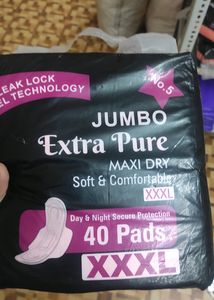 LEAK LOCK
EL TECHNOLOGY
No.5
JUMBO
Extra Pure
MAXI DRY
Soft & Comfortable
XXXL
Day & Night Secure Protection
40 Pads
XXXL